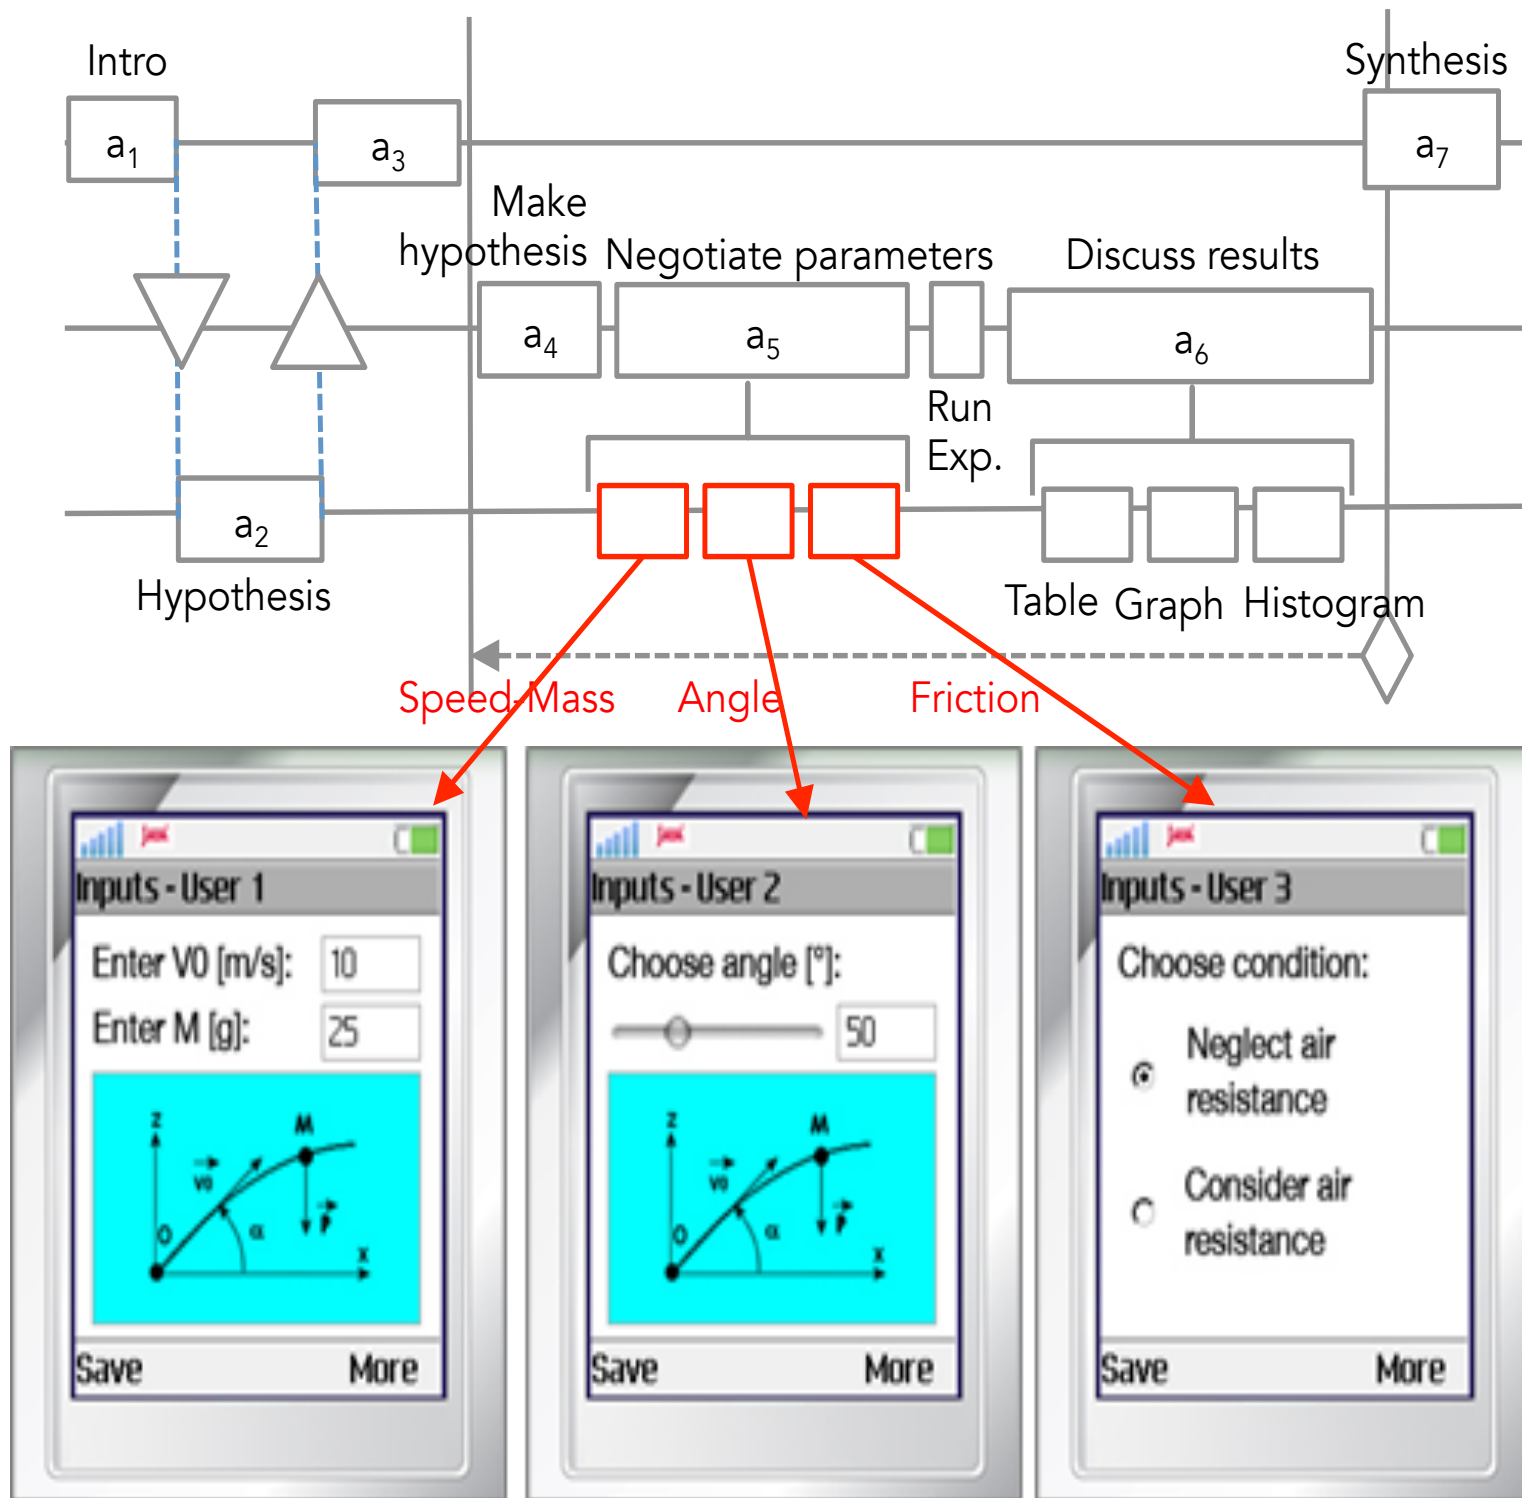 Intro
Synthesis
a1
a3
a7
Make
hypothesis
Negotiate parameters
Discuss results
a4
a5
a6
Run
Exp.
a2
Hypothesis
Table
Graph
Histogram
Speed-Mass
Angle
Friction
Inputs - User 1
Enter V0 [m/s]:
10
Enter M [g]:
25
z
M
V0
P
O
α
x
Save
More
Inputs - User 2
Choose angle [°]:
50
z
M
V0
P
O
α
x
Save
More
Inputs - User 3
Choose condition:
Neglect air
resistance
Consider air
resistance
Save
More